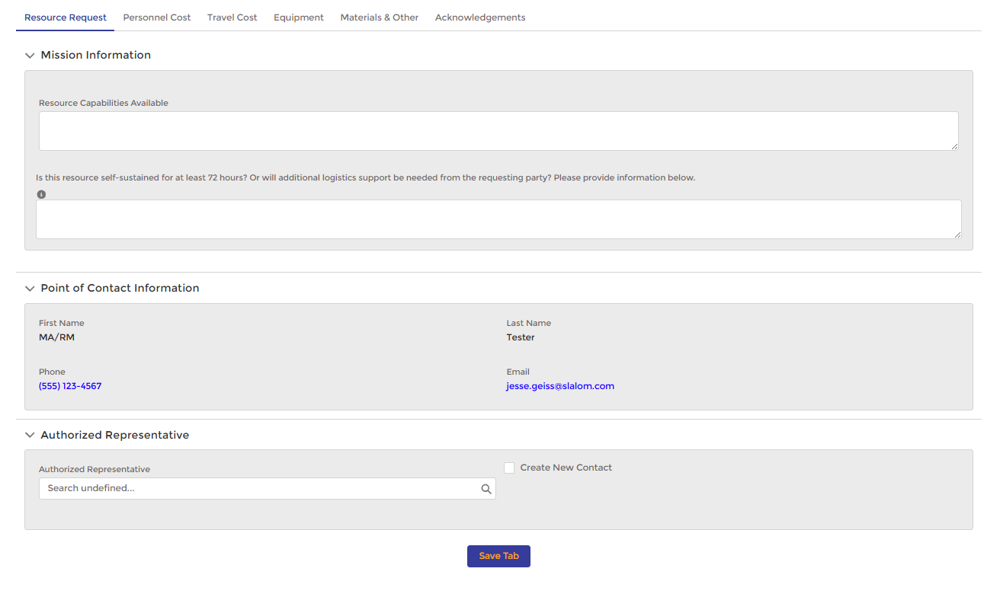 Resource Request Personnel Cost Travel Cost Equipment Materials & Other Acknowledgements
Mission Information
Resource Capabilities Available
Is this resource self-sustained for at least 72 hours? Or will additional logistics support be needed from the requesting party? Please provide information below.
Point of Contact Information
First Name Last Name
MA/RM Tester
Phone Email
(555) 123-4567 jesse.geiss@slalom.com
Authorized Representative
Authorized Representative Create New Contact
Search undefined...
Save Tab